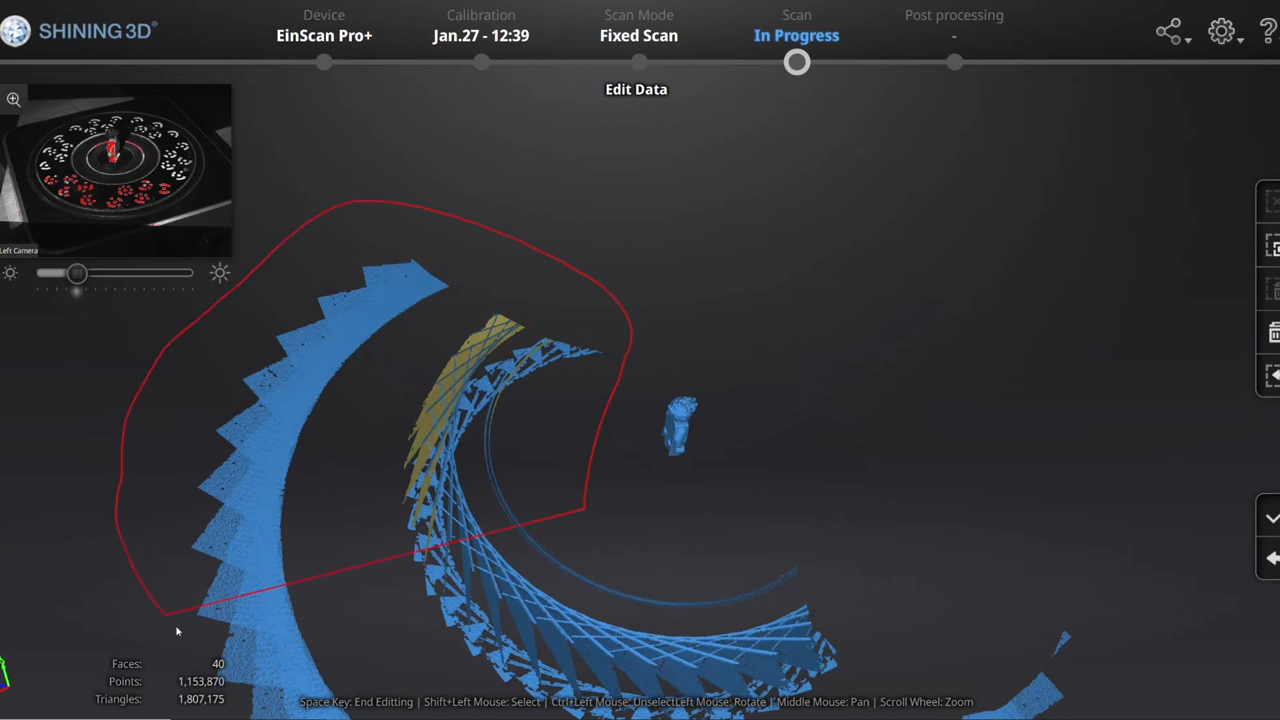 SHINING 3D®
Device
EinScan Pro+
Calibration
Jan.27 - 12:39
Scan Mode
Fixed Scan
Scan
In Progress
Post processing
-
Edit Data
Left Camera
Faces: 40
Points: 1,153,870
Triangles: 1,807,175
Space Key: End Editing | Shift+Left Mouse: Select | Ctrl+Left Mouse: UnselectLeft Mouse: Rotate | Middle Mouse: Pan | Scroll Wheel: Zoom